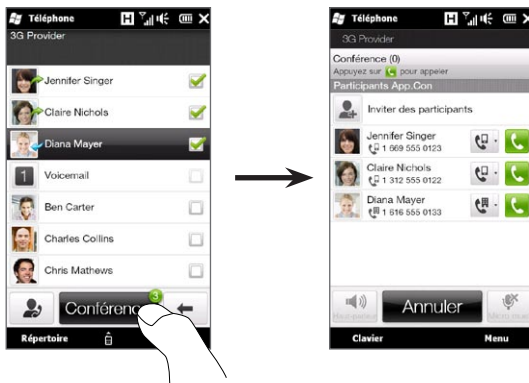 Téléphone
3G Provider
Jennifer Singer
Claire Nichols
Diana Mayer
1 Voicemail
Ben Carter
Charles Collins
Chris Mathews
Conférenc 3
Répertoire
Téléphone
3G Provider
Conférence (0)
Appuyez sur pour appeler
Participants App.Con
Inviter des participants
Jennifer Singer
1 669 555 0123
Claire Nichols
1 312 555 0122
Diana Mayer
1 616 555 0133
Annuler
Clavier Menu